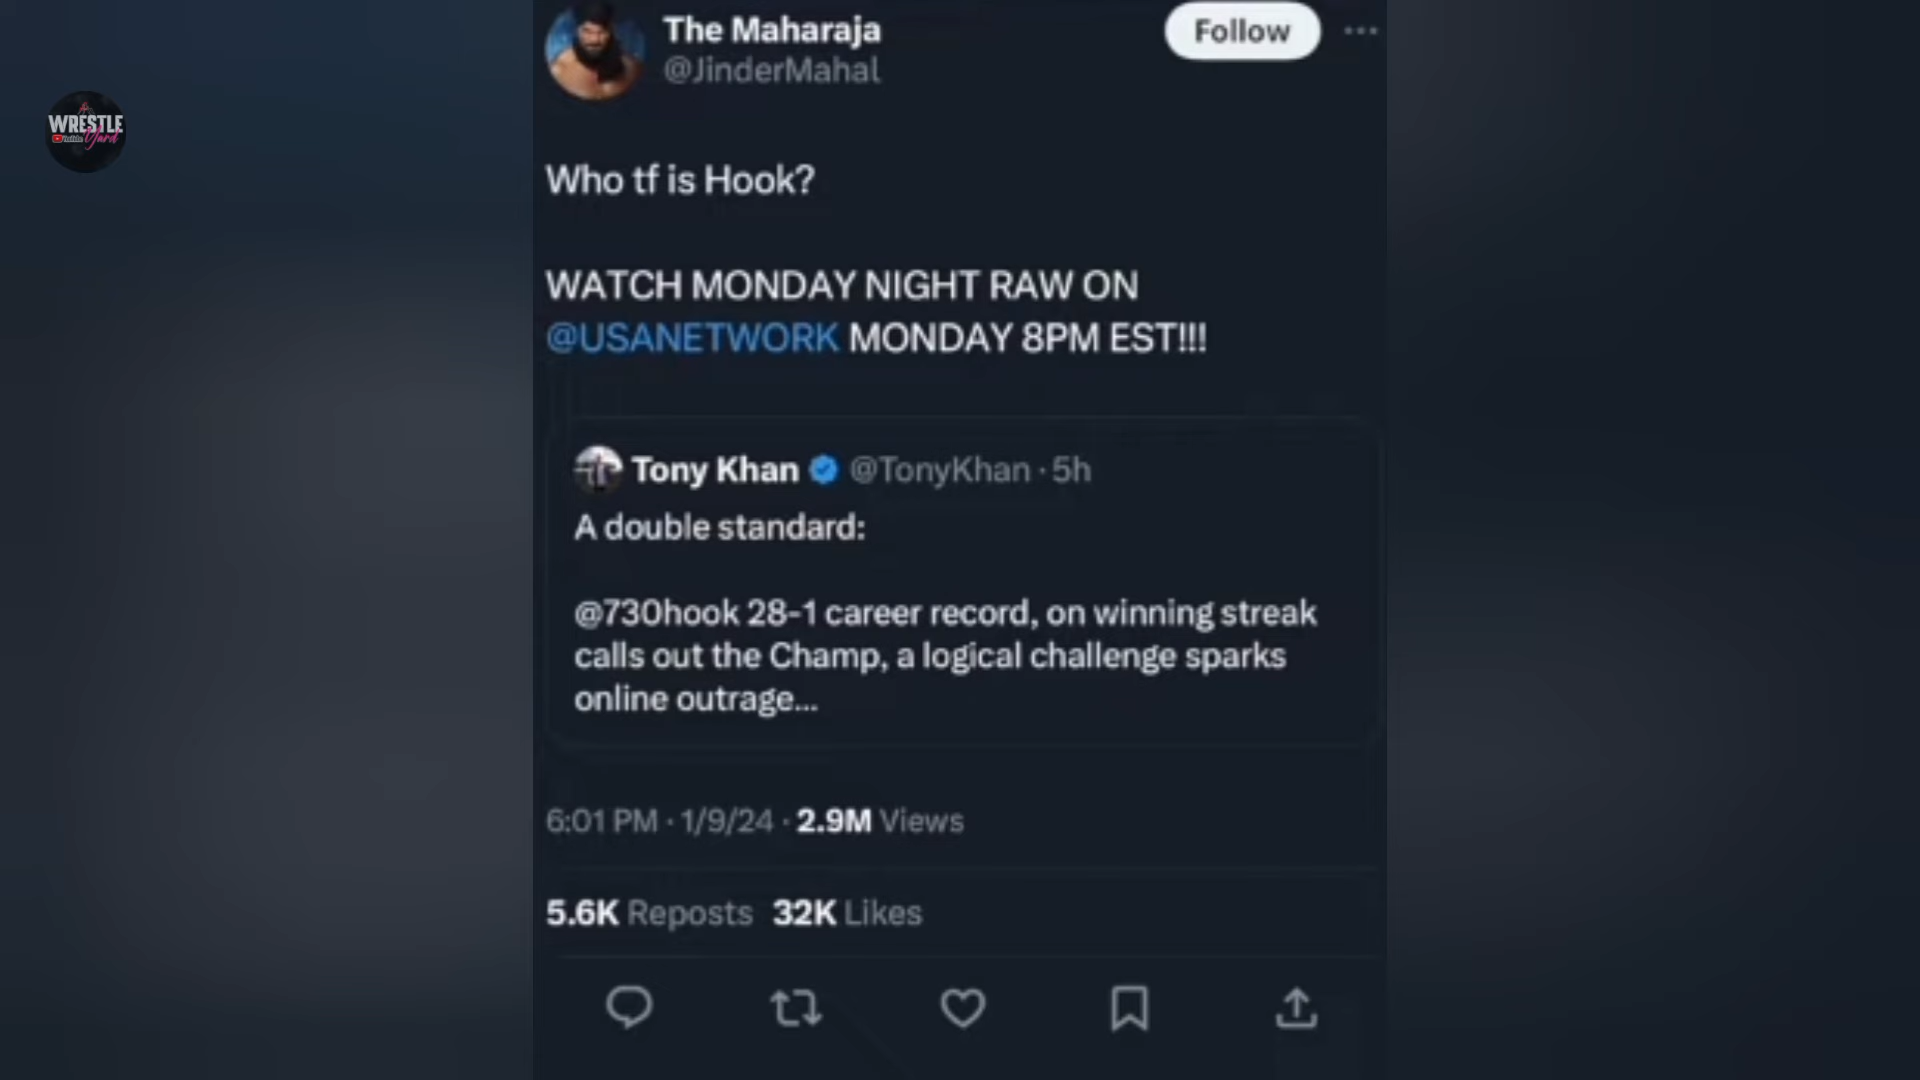 The Maharaja
Follow
@JinderMahal
WRESTLE
Yard
Who tf is Hook?
WATCH MONDAY NIGHT RAW ON
@USANETWORK MONDAY 8PM EST!!!
Tony Khan @TonyKhan · 5h
A double standard:
@730hook 28-1 career record, on winning streak
calls out the Champ, a logical challenge sparks
online outrage...
6:01 PM · 1/9/24 · 2.9M Views
5.6K Reposts 32K Likes